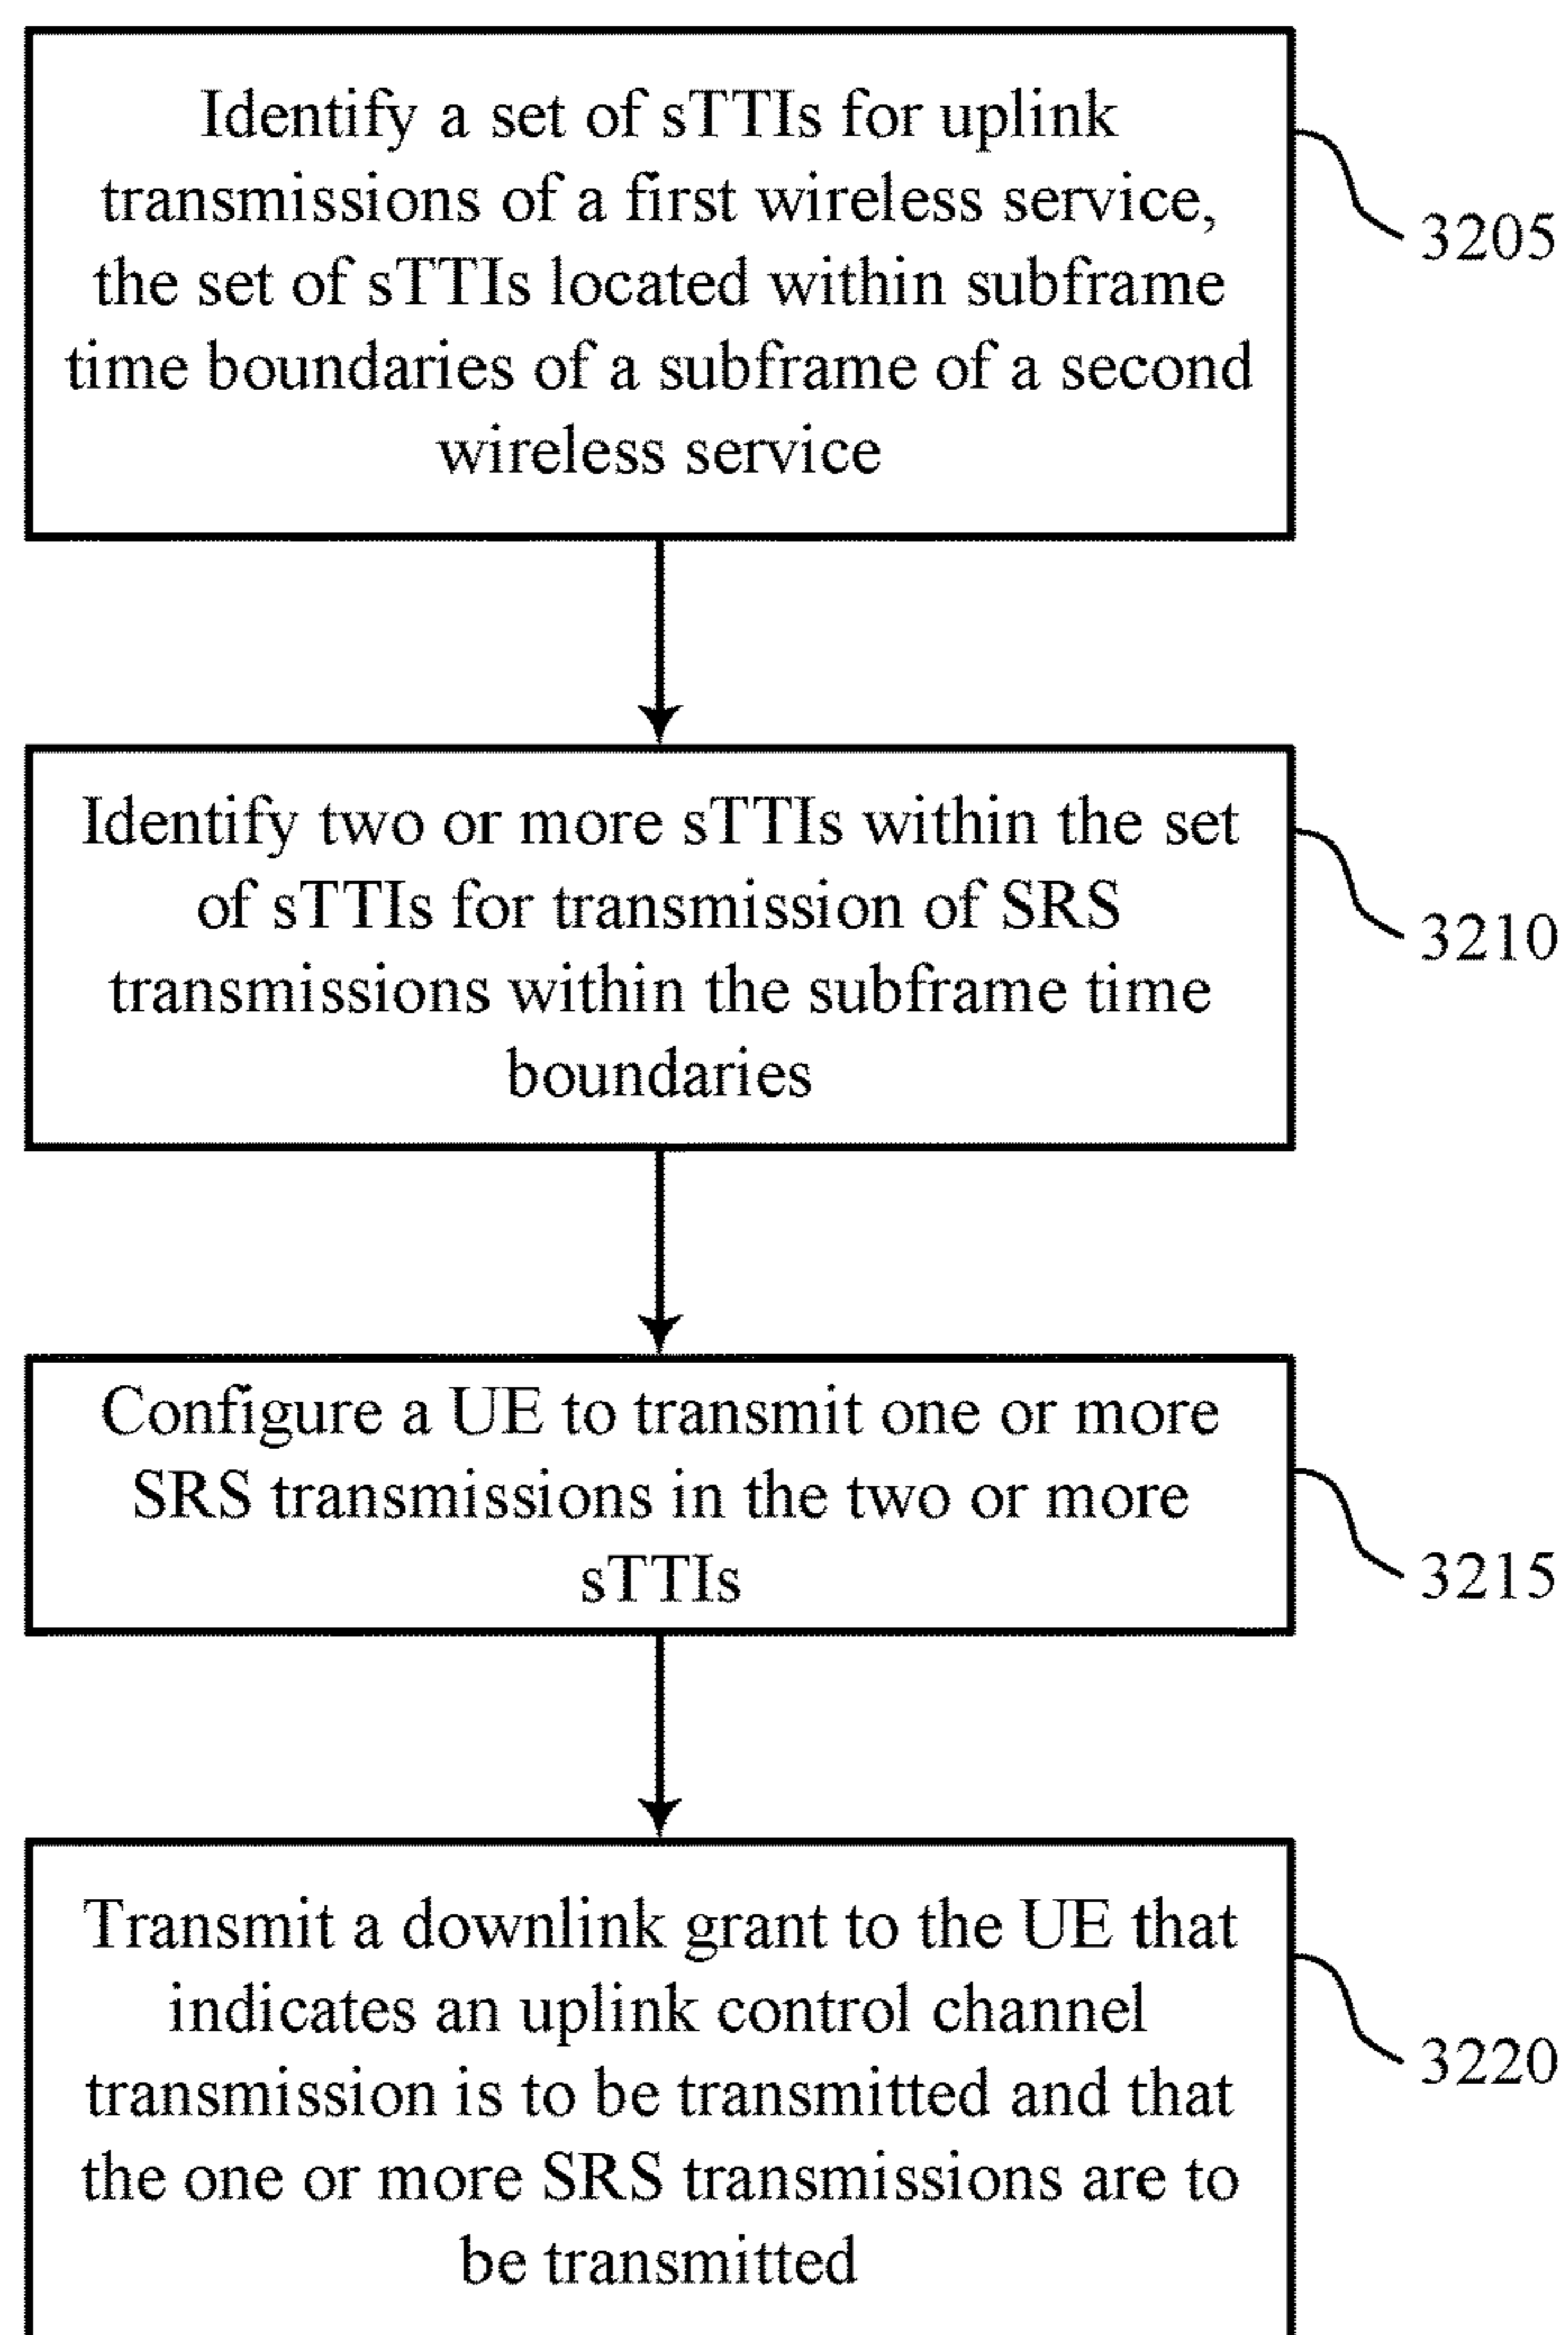 Identify a set of sTTIs for uplink
transmissions of a first wireless service,
the set of sTTIs located within subframe
time boundaries of a subframe of a second
wireless service
3205
Identify two or more sTTIs within the set
of sTTIs for transmission of SRS
transmissions within the subframe time
boundaries
3210
Configure a UE to transmit one or more
SRS transmissions in the two or more
sTTIs
3215
Transmit a downlink grant to the UE that
indicates an uplink control channel
transmission is to be transmitted and that
the one or more SRS transmissions are to
be transmitted
3220